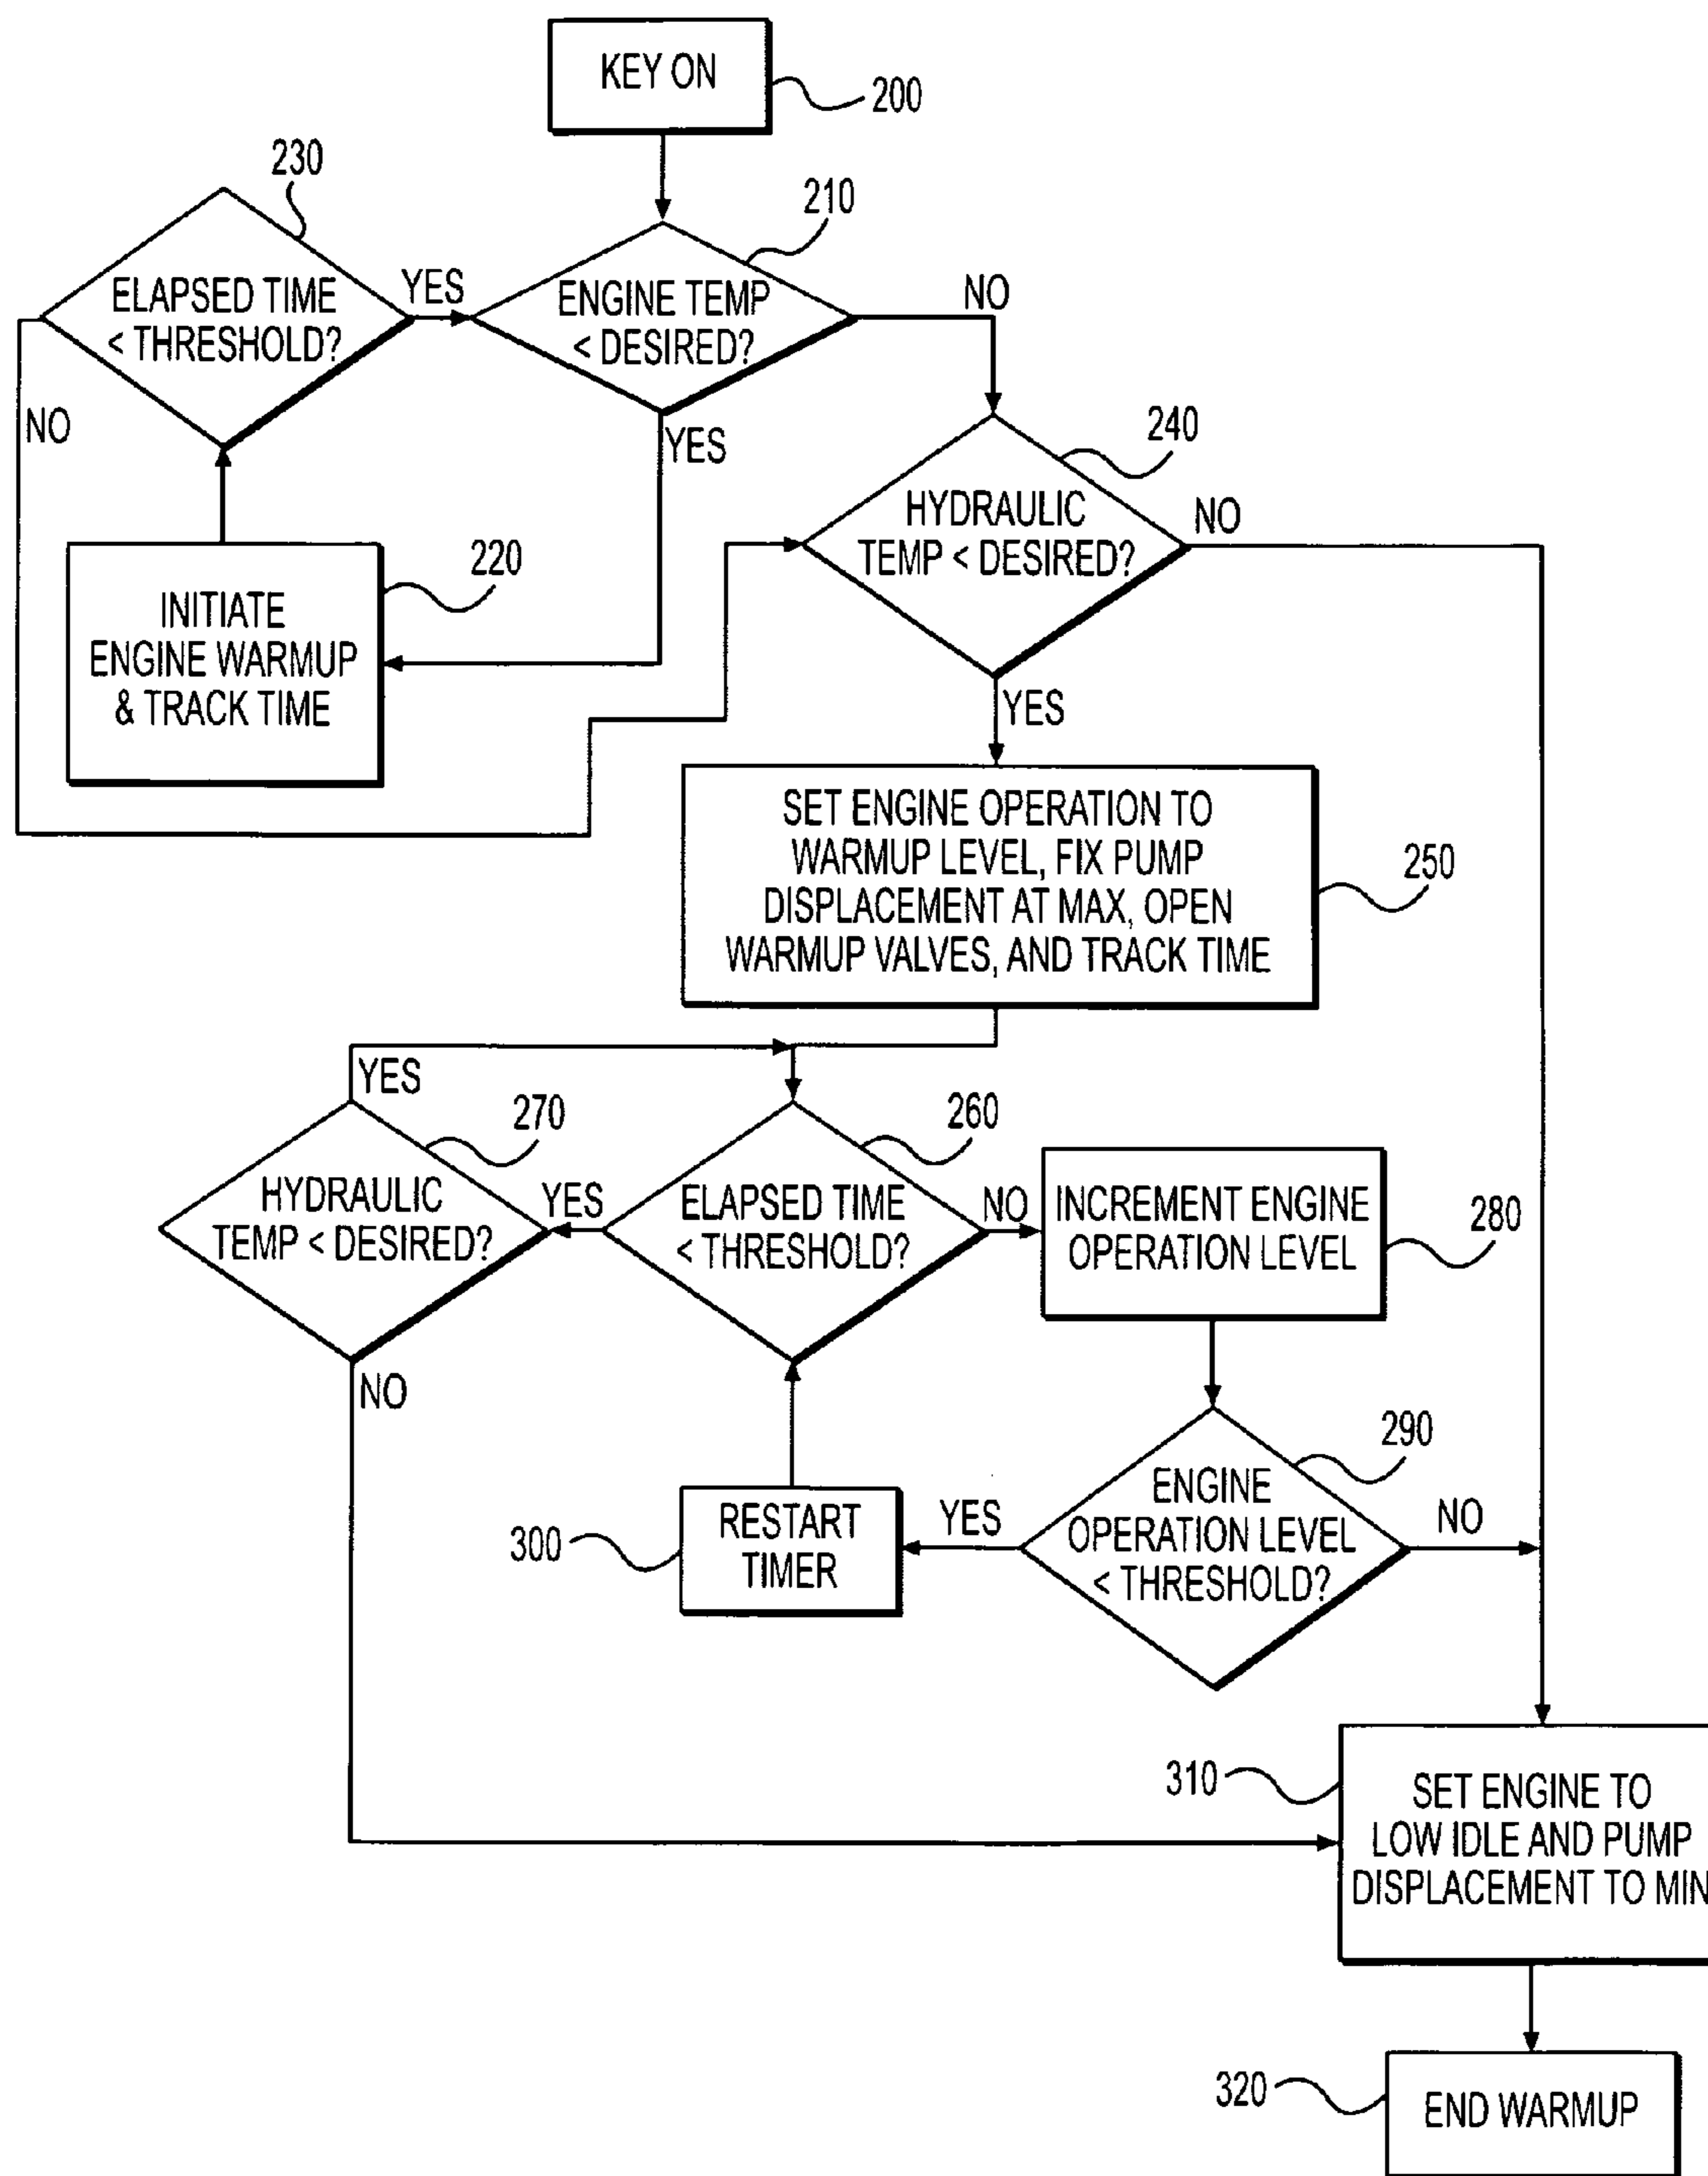 KEY ON
200
230
210
ELAPSED TIME
< THRESHOLD?
YES
ENGINE TEMP
< DESIRED?
NO
NO
YES
240
HYDRAULIC
TEMP < DESIRED?
NO
220
INITIATE
ENGINE WARMUP
& TRACK TIME
YES
SET ENGINE OPERATION TO
WARMUP LEVEL, FIX PUMP
DISPLACEMENT AT MAX, OPEN
WARMUP VALVES, AND TRACK TIME
250
YES
270
260
HYDRAULIC
TEMP < DESIRED?
YES
ELAPSED TIME
< THRESHOLD?
NO
INCREMENT ENGINE
OPERATION LEVEL
280
NO
290
300
RESTART
TIMER
YES
ENGINE
OPERATION LEVEL
< THRESHOLD?
NO
310
SET ENGINE TO
LOW IDLE AND PUMP
DISPLACEMENT TO MIN
320
END WARMUP